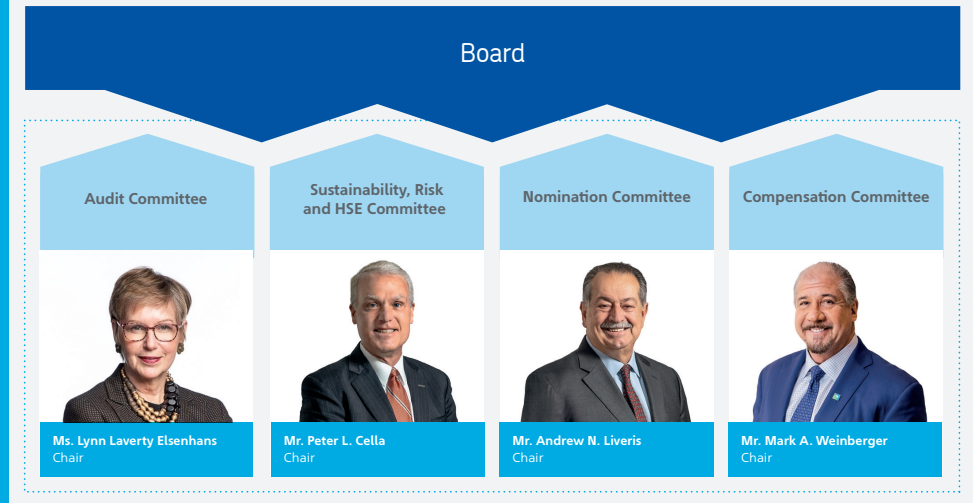 Board
Audit Committee
Sustainability, Risk
and HSE Committee
Nomination Committee
Compensation Committee
Ms. Lynn Laverty Elsenhans
Chair
Mr. Peter L. Cella
Chair
Mr. Andrew N. Liveris
Chair
Mr. Mark A. Weinberger
Chair